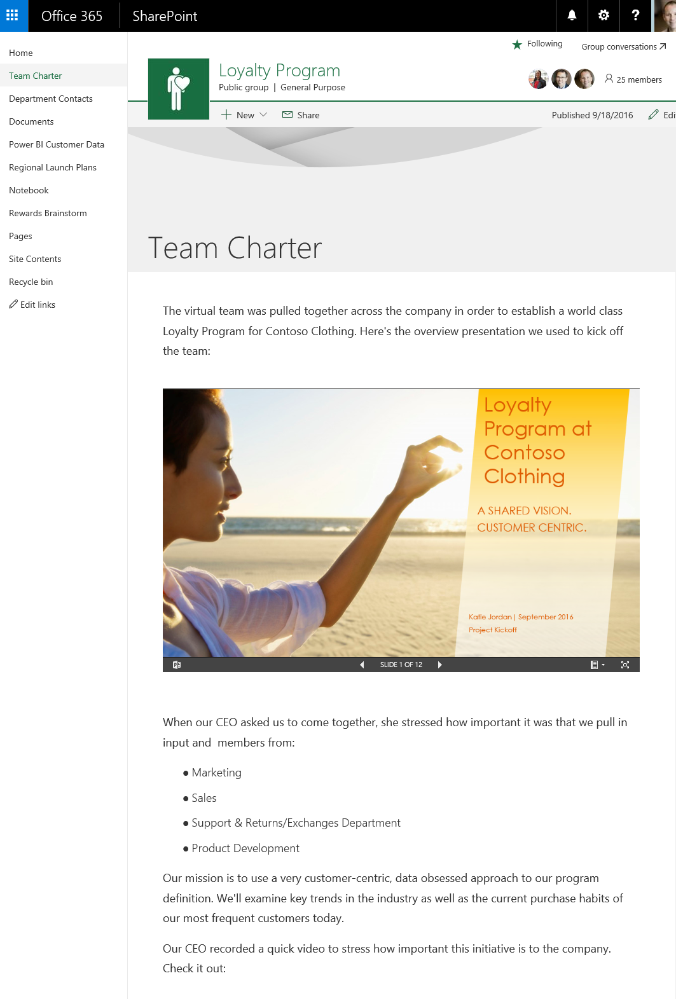 Office 365
SharePoint
?
Home
Team Charter
Department Contacts
Documents
Power BI Customer Data
Regional Launch Plans
Notebook
Rewards Brainstorm
Pages
Site Contents
Recycle bin
Edit links
Following
Group conversations
Loyalty Program
Public group | General Purpose
25 members
New
Share
Published 9/18/2016
Edi
Team Charter
The virtual team was pulled together across the company in order to establish a world class
Loyalty Program for Contoso Clothing. Here's the overview presentation we used to kick off
the team:
Loyalty
Program at
Contoso
Clothing
A SHARED VISION.
CUSTOMER CENTRIC.
Katie Jordan| September 2016
Project Kickoff
SLIDE 1 OF 12
When our CEO asked us to come together, she stressed how important it was that we pull in
input and  members from:
● Marketing
● Sales
● Support & Returns/Exchanges Department
● Product Development
Our mission is to use a very customer-centric, data obsessed approach to our program
definition. We'll examine key trends in the industry as well as the current purchase habits of
our most frequent customers today.
Our CEO recorded a quick video to stress how important this initiative is to the company.
Check it out: